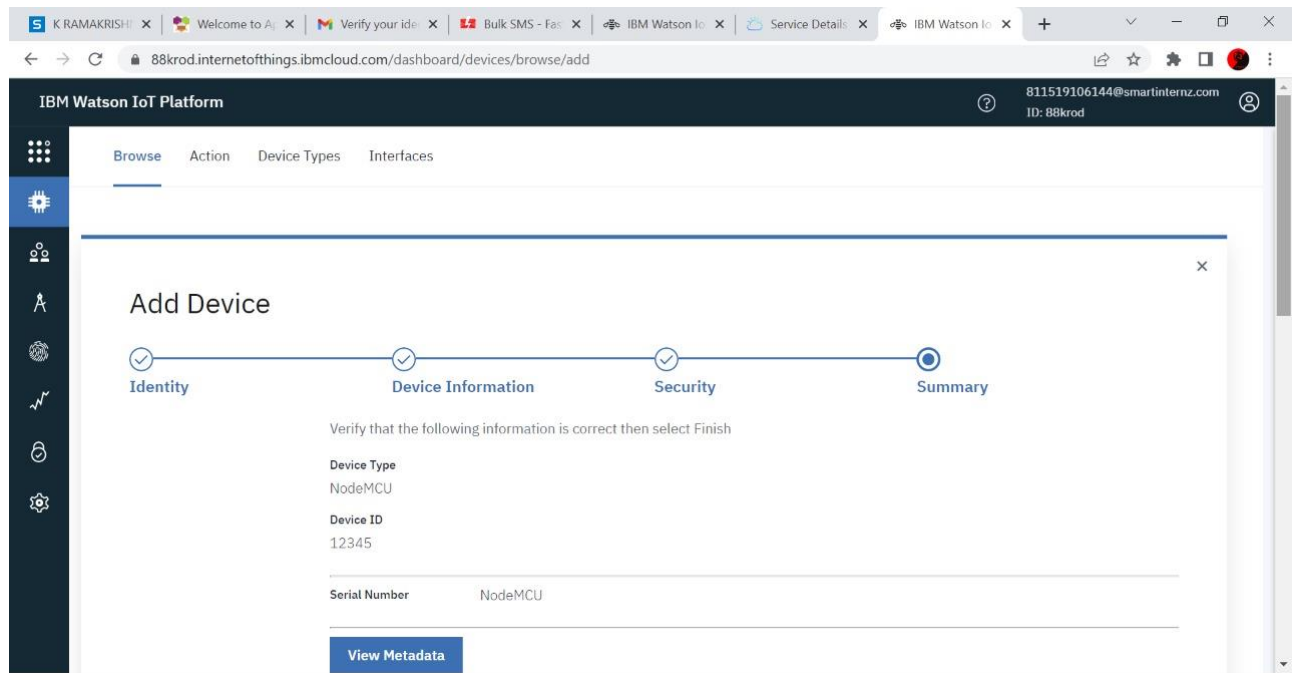 K RAMAKRISH
Welcome to A
Verify your ide
Bulk SMS - Fas
IBM Watson Io
Service Details
IBM Watson Io
88krod.internetofthings.ibmcloud.com/dashboard/devices/browse/add
IBM Watson IoT Platform
811519106144@smartinternz.com
ID: 88krod
Browse Action Device Types Interfaces
Add Device
Identity Device Information Security Summary
Verify that the following information is correct then select Finish
Device Type
NodeMCU
Device ID
12345
Serial Number NodeMCU
View Metadata